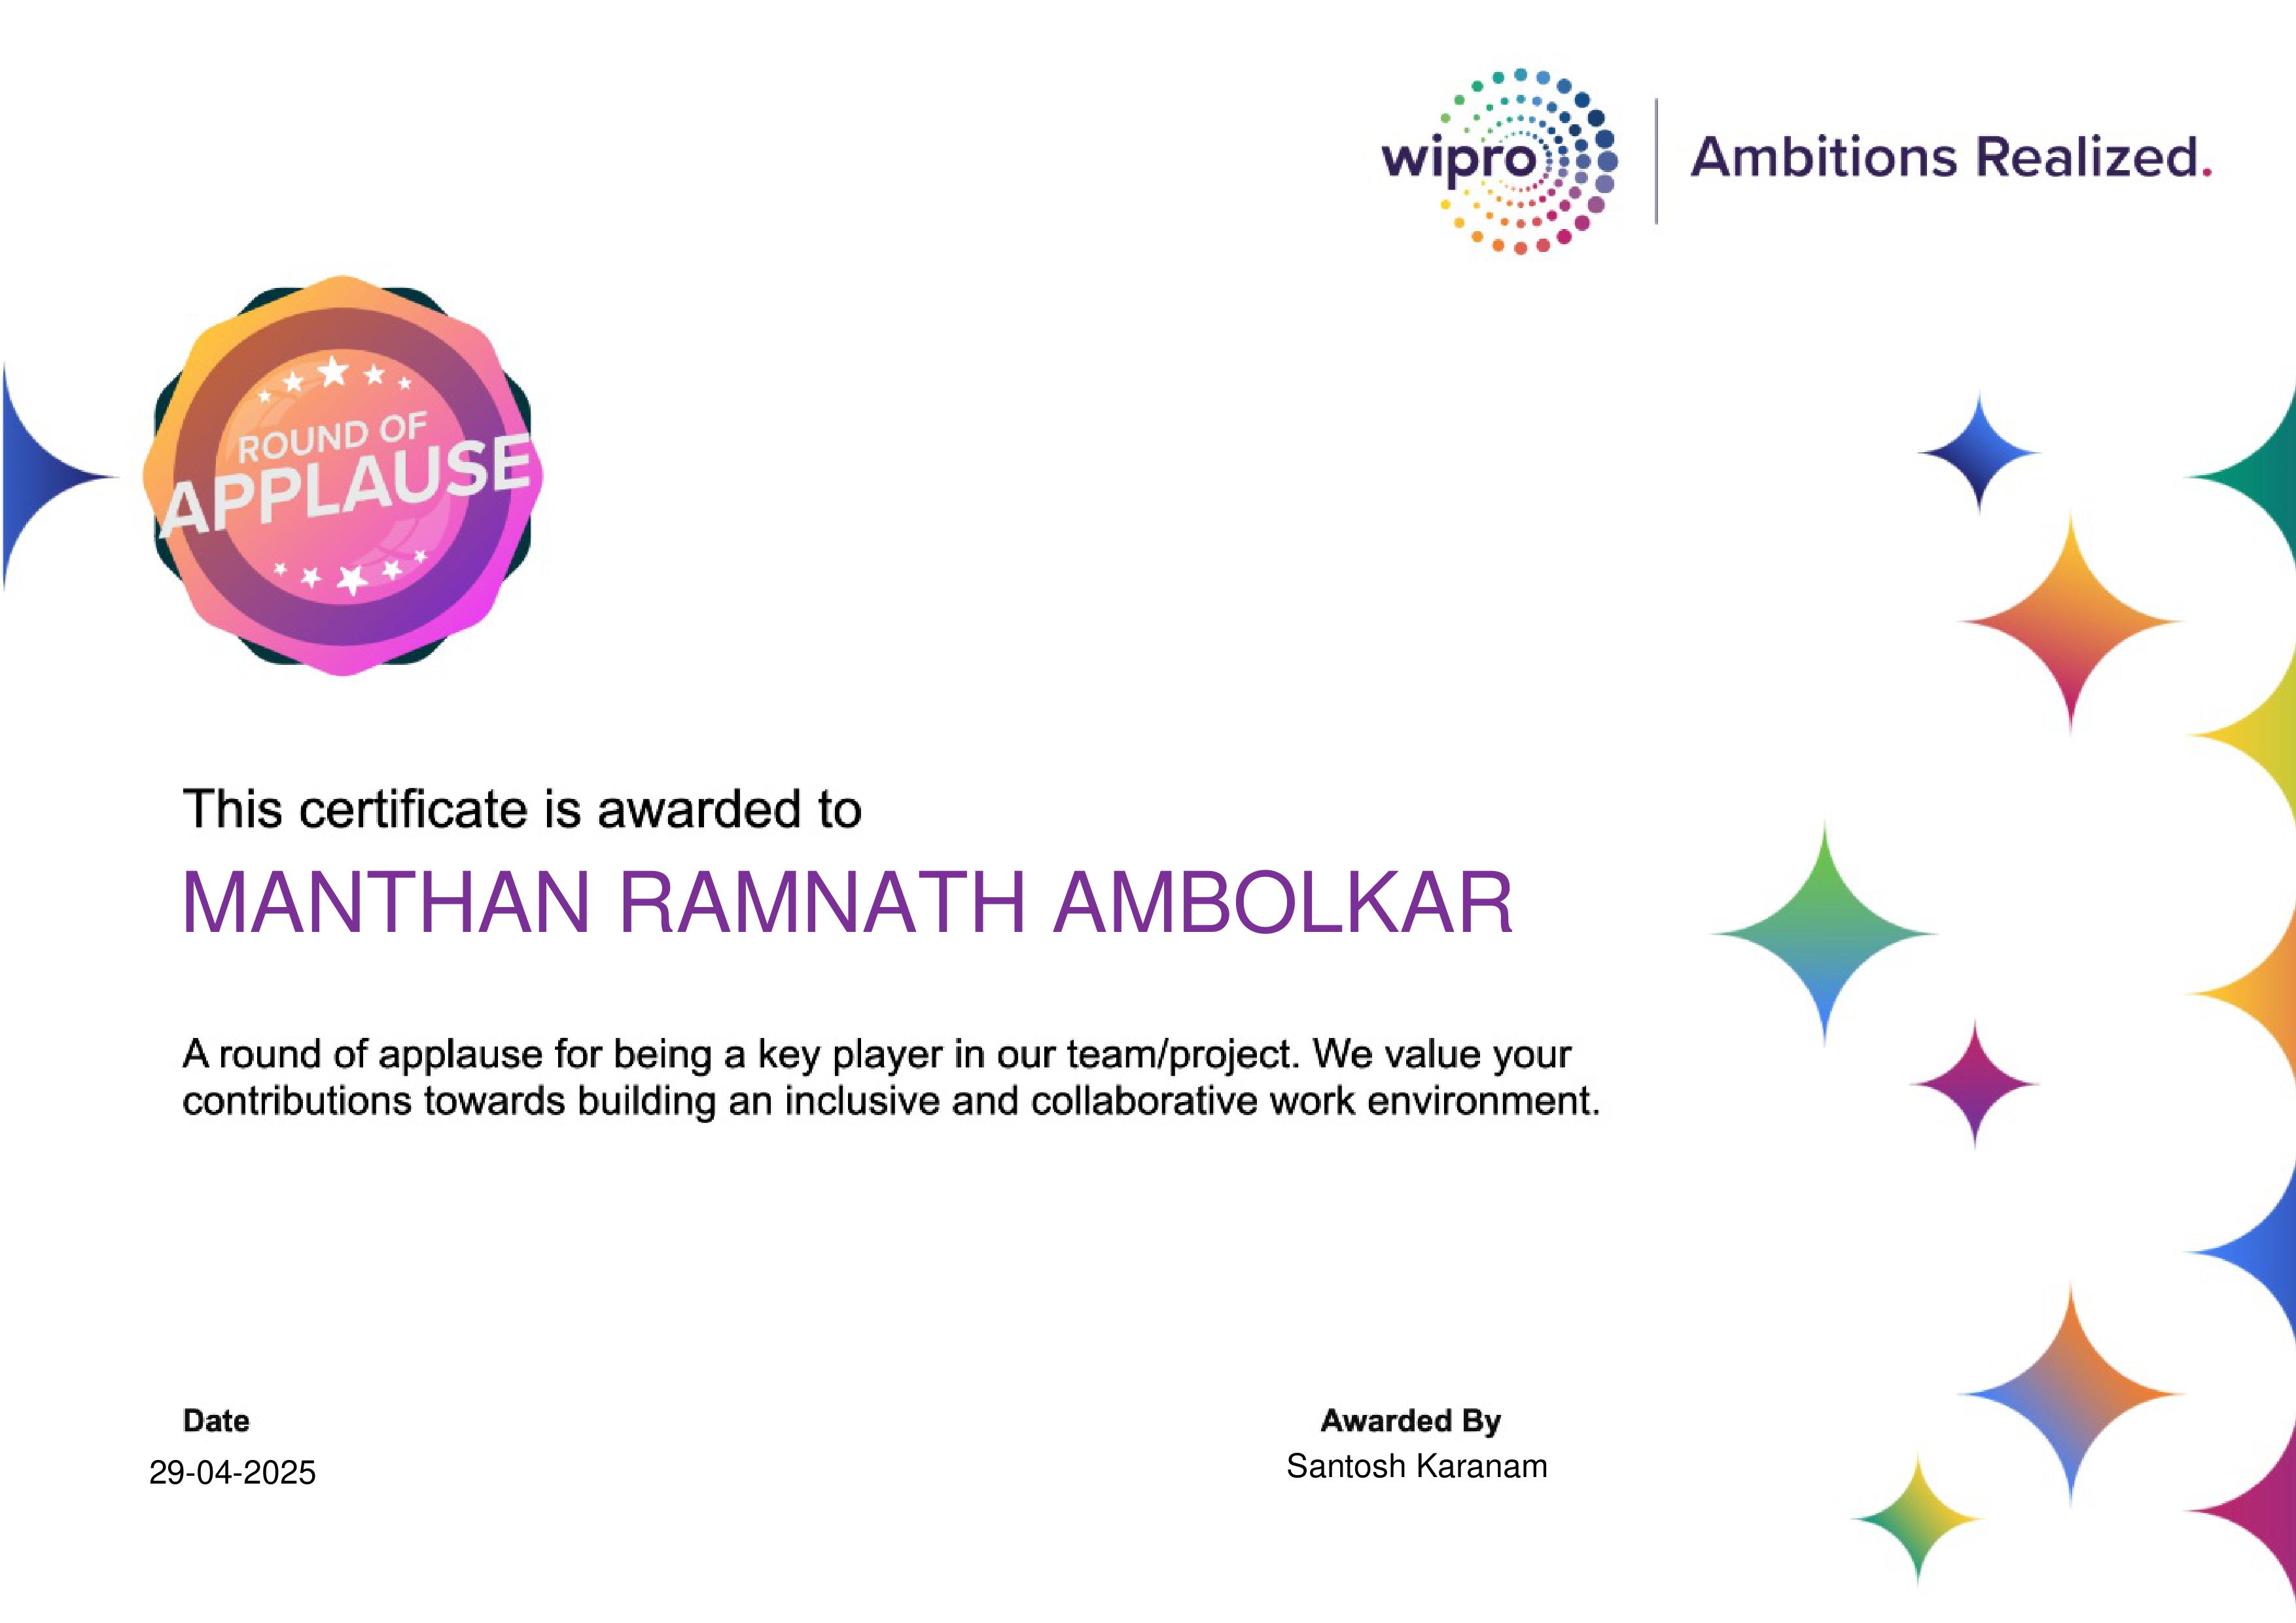 wipro
Ambitions Realized.
ROUND OF
APPLAUSE
This certificate is awarded to
MANTHAN RAMNATH AMBOLKAR
A round of applause for being a key player in our team/project. We value your
contributions towards building an inclusive and collaborative work environment.
Date
29-04-2025
Awarded By
Santosh Karanam